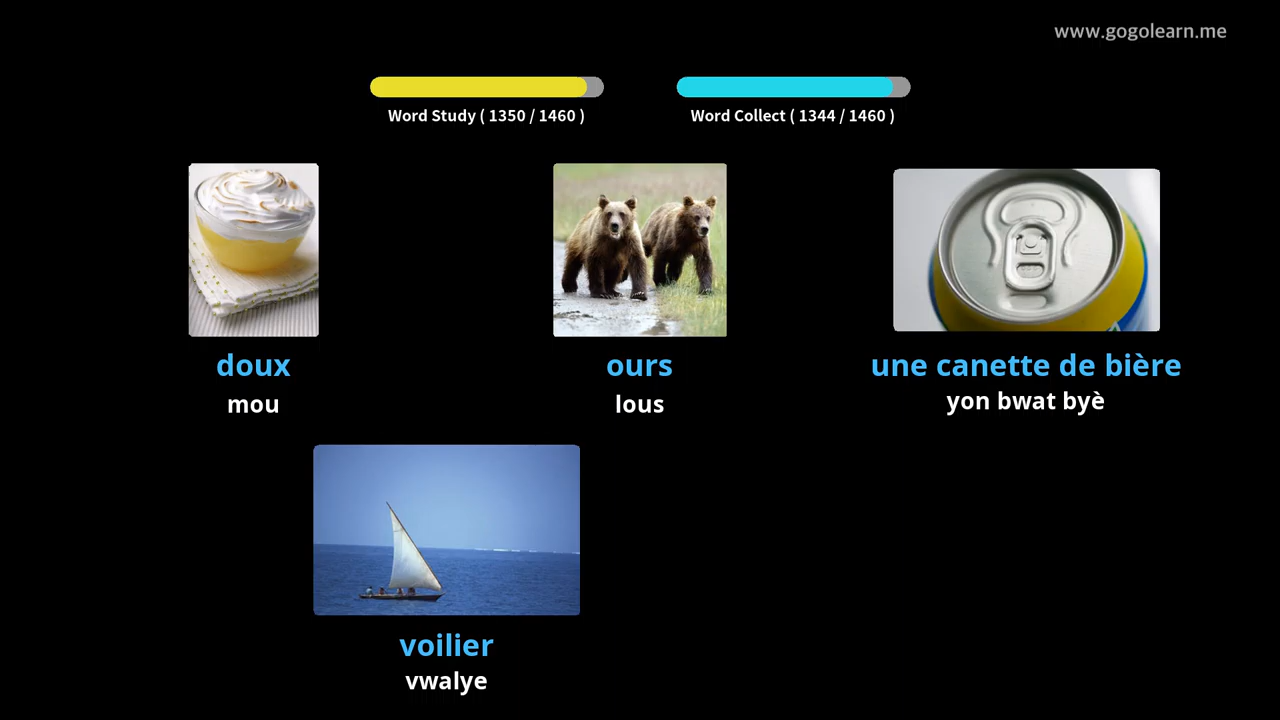 www.gogolearn.me
Word Study ( 1350 / 1460 )
Word Collect ( 1344 / 1460 )
doux
mou
ours
lous
une canette de bière
yon bwat byè
voilier
vwalye